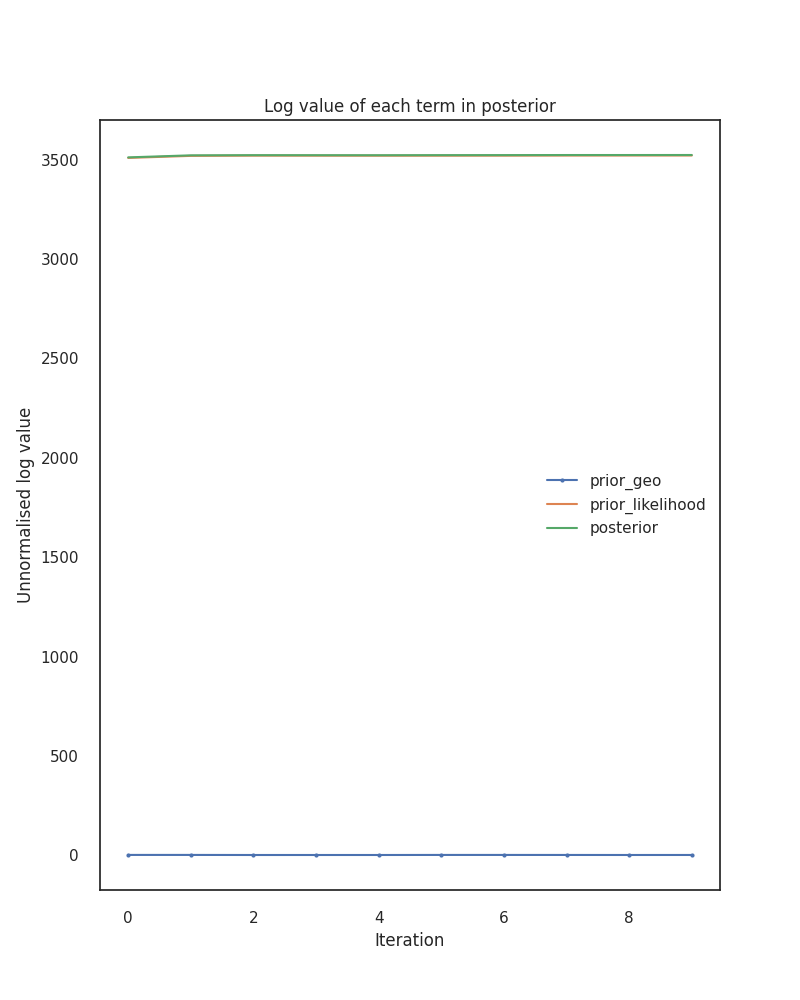 Log value of each term in posterior
3500
3000
2500
2000
1500
1000
500
0
Unnormalised log value
prior_geo
prior_likelihood
posterior
0 2 4 6 8
Iteration